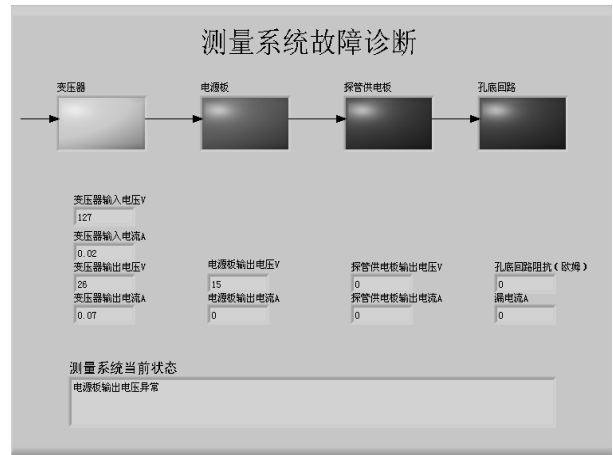 测量系统故障诊断
变压器 电源板 探管供电板 孔底回路
变压器输入电压V
127
变压器输入电流A
0.02
变压器输出电压V 电源板输出电压V 探管供电板输出电压V 孔底回路阻抗(欧姆)
26 15 0 0
变压器输出电流A 电源板输出电流A 探管供电板输出电流A 漏电流A
0.07 0 0 0
测量系统当前状态
电源板输出电压异常